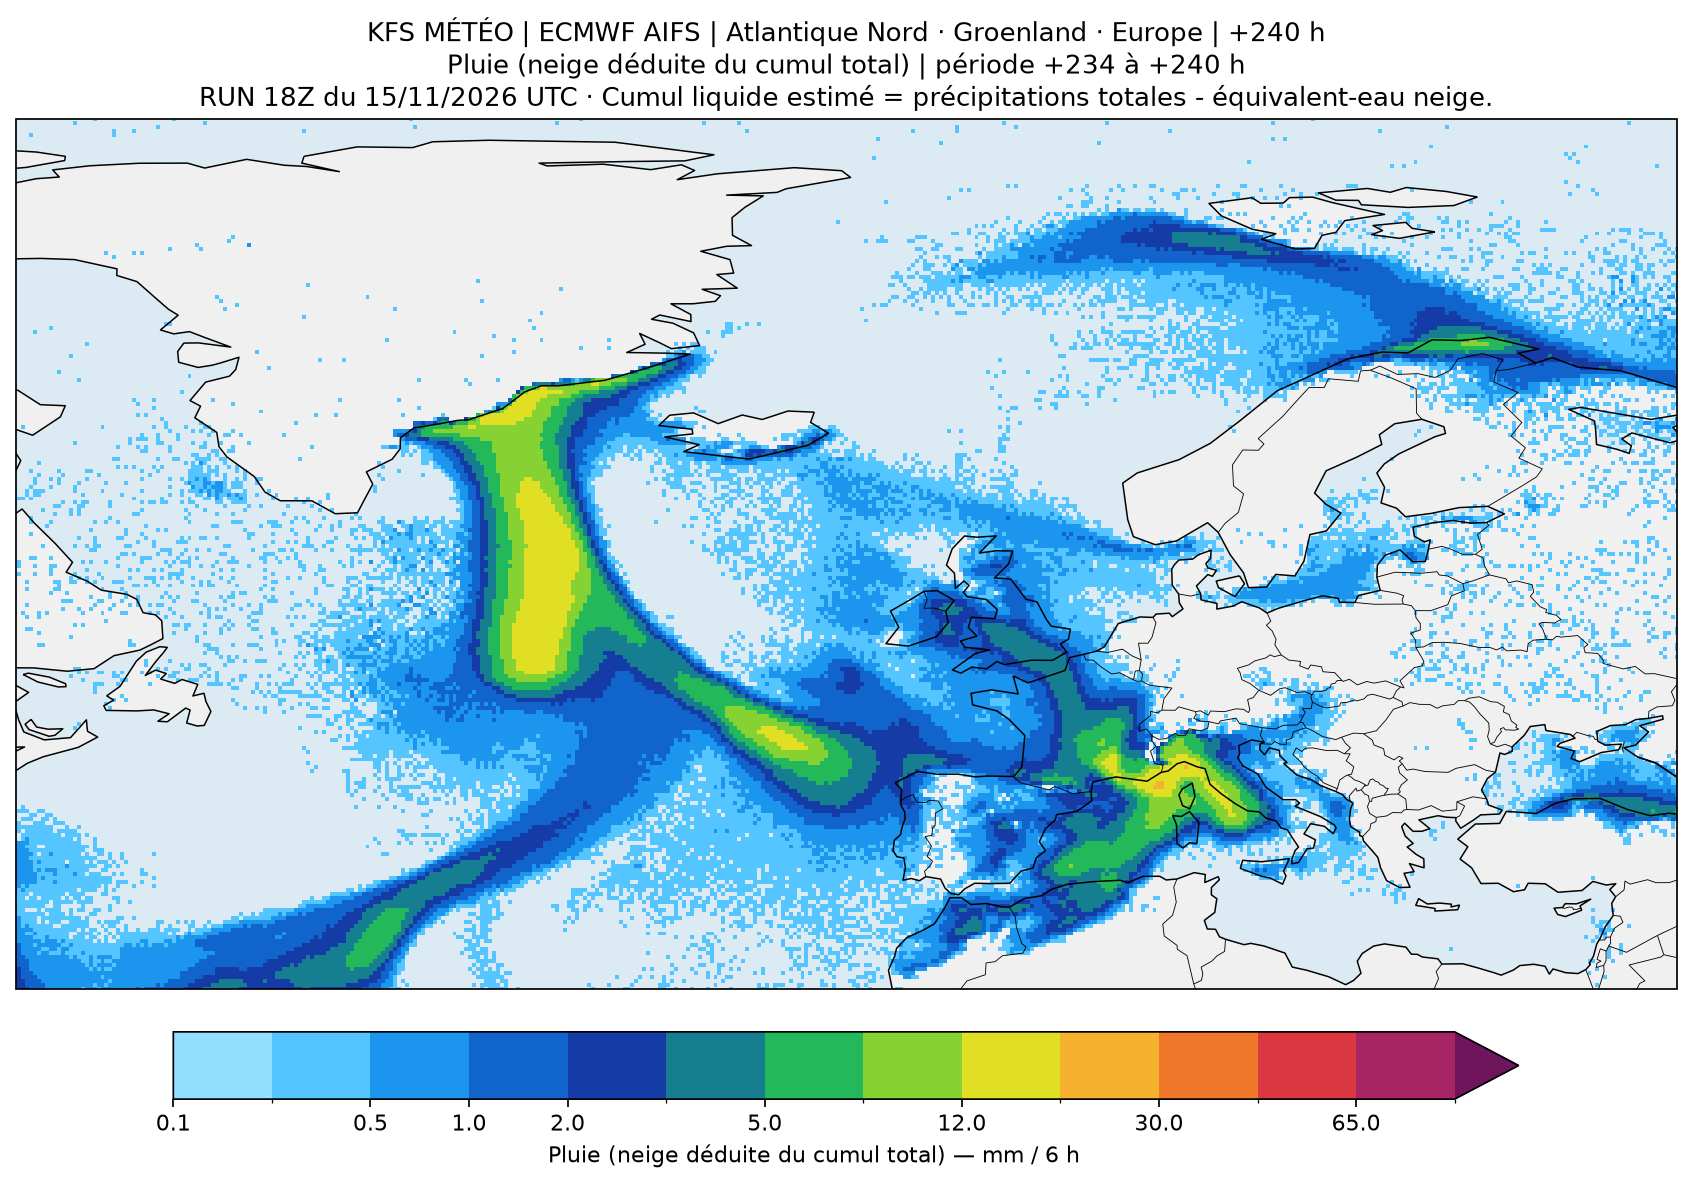 KFS MÉTÉO | ECMWF AIFS | Atlantique Nord · Groenland · Europe | +240 h
Pluie (neige déduite du cumul total) | période +234 à +240 h
RUN 18Z du 15/11/2026 UTC · Cumul liquide estimé = précipitations totales - équivalent-eau neige.
0.1 0.5 1.0 2.0 5.0 12.0 30.0 65.0
Pluie (neige déduite du cumul total) — mm / 6 h